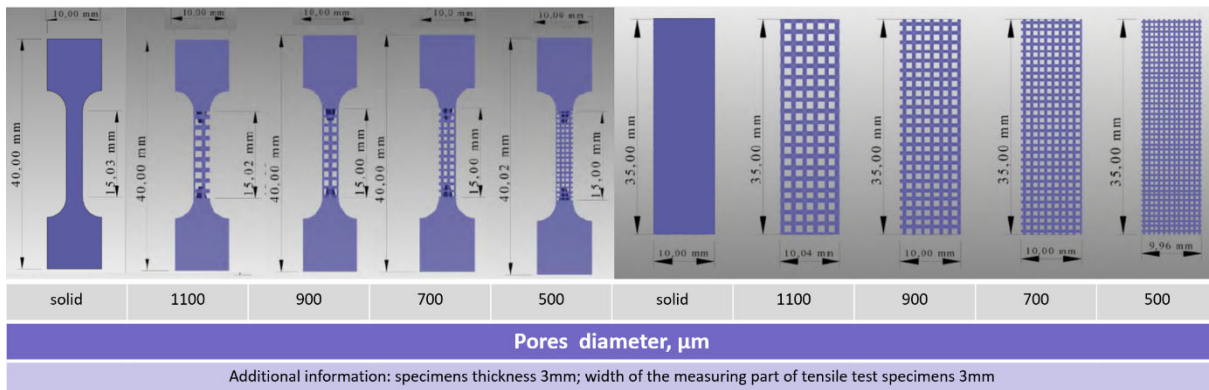 10,00 mm
10,00 mm
10,00 mm
10,0 mm
10,00 mm
40,00 mm
15,03 mm
40,00 mm
15,02 mm
40,00 mm
15,00 mm
40,00 mm
15,00 mm
40,02 mm
15,00 mm
35,00 mm
35,00 mm
35,00 mm
35,00 mm
35,00 mm
10,00 mm
10,04 mm
10,00 mm
10,00 mm
9,96 mm
solid 1100 900 700 500 solid 1100 900 700 500
Pores diameter, µm
Additional information: specimens thickness 3mm; width of the measuring part of tensile test specimens 3mm